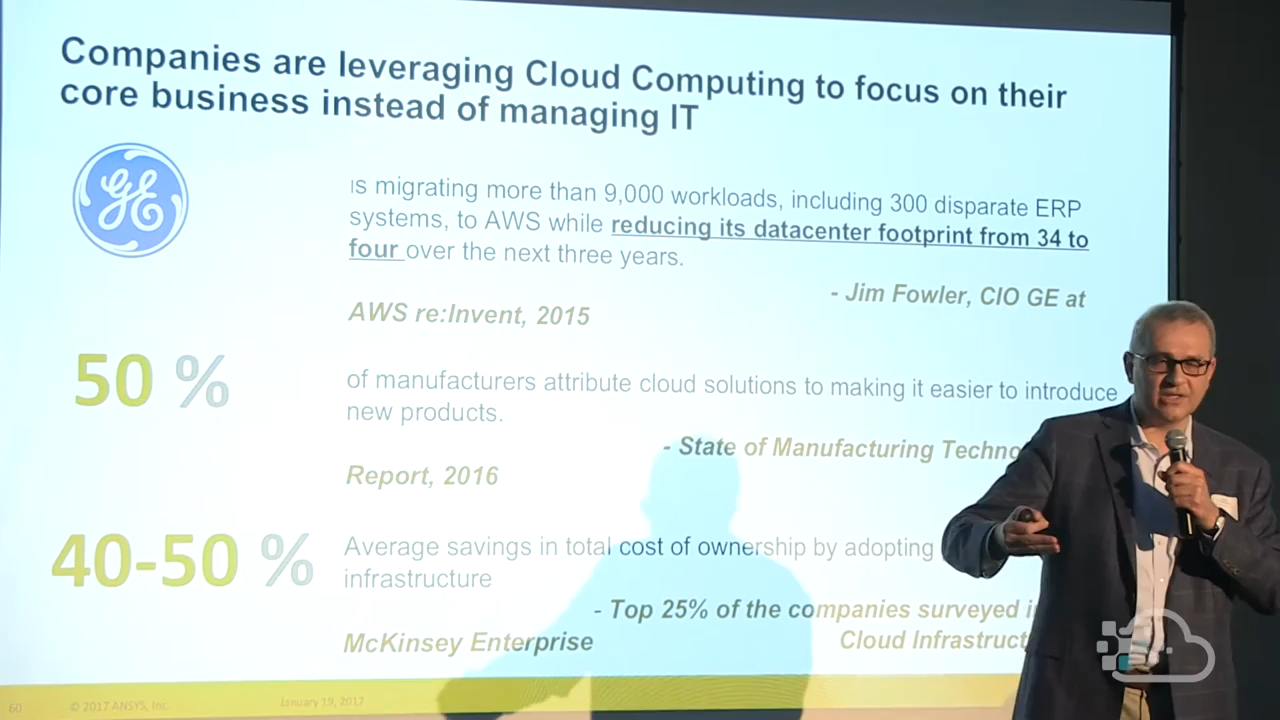 Companies are leveraging Cloud Computing to focus on their
core business instead of managing IT
GE
is migrating more than 9,000 workloads, including 300 disparate ERP
systems, to AWS while reducing its datacenter footprint from 34 to
four over the next three years.
- Jim Fowler, CIO GE at
AWS re:Invent, 2015
50 %
of manufacturers attribute cloud solutions to making it easier to introduce
new products.
- State of Manufacturing Techno
Report, 2016
40-50 %
Average savings in total cost of ownership by adopting
infrastructure
- Top 25% of the companies surveyed i
McKinsey Enterprise Cloud Infrastruct
60 © 2017 ANSYS, Inc. January 19, 2017